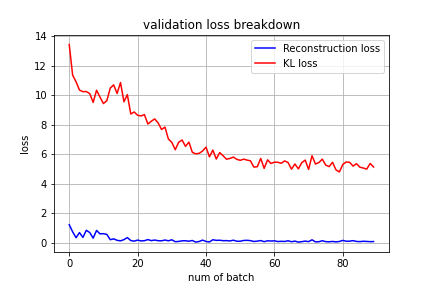 validation loss breakdown
14
12
10
8
6
4
2
0
loss
Reconstruction loss
KL loss
0
20
40
60
80
num of batch